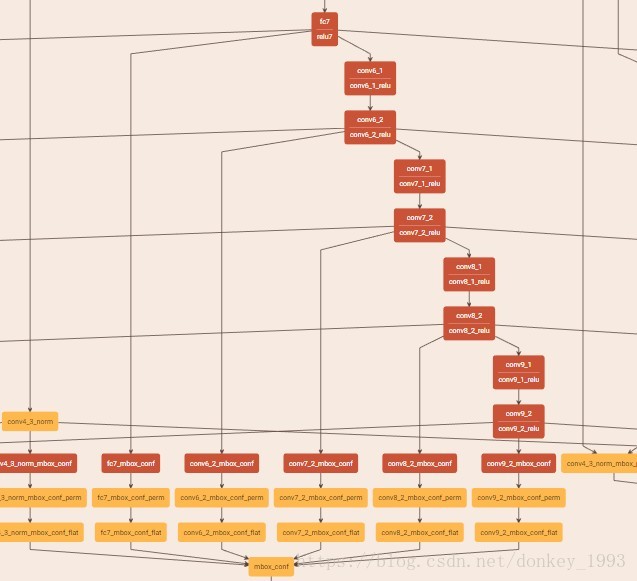 fc7
relu7
conv6_1
conv6_1_relu
conv6_2
conv6_2_relu
conv7_1
conv7_1_relu
conv7_2
conv7_2_relu
conv8_1
conv8_1_relu
conv8_2
conv8_2_relu
conv9_1
conv9_1_relu
conv9_2
conv9_2_relu
conv4_3_norm
v4_3_norm_mbox_conf fc7_mbox_conf conv6_2_mbox_conf conv7_2_mbox_conf conv8_2_mbox_conf conv9_2_mbox_conf conv4_3_norm_mbox_p
_3_norm_mbox_conf_perm fc7_mbox_conf_perm conv6_2_mbox_conf_perm conv7_2_mbox_conf_perm conv8_2_mbox_conf_perm conv9_2_mbox_conf_perm
_3_norm_mbox_conf_flat fc7_mbox_conf_flat conv6_2_mbox_conf_flat conv7_2_mbox_conf_flat conv8_2_mbox_conf_flat conv9_2_mbox_conf_flat
mbox_conf https://blog.csdn.net/donkey_1993